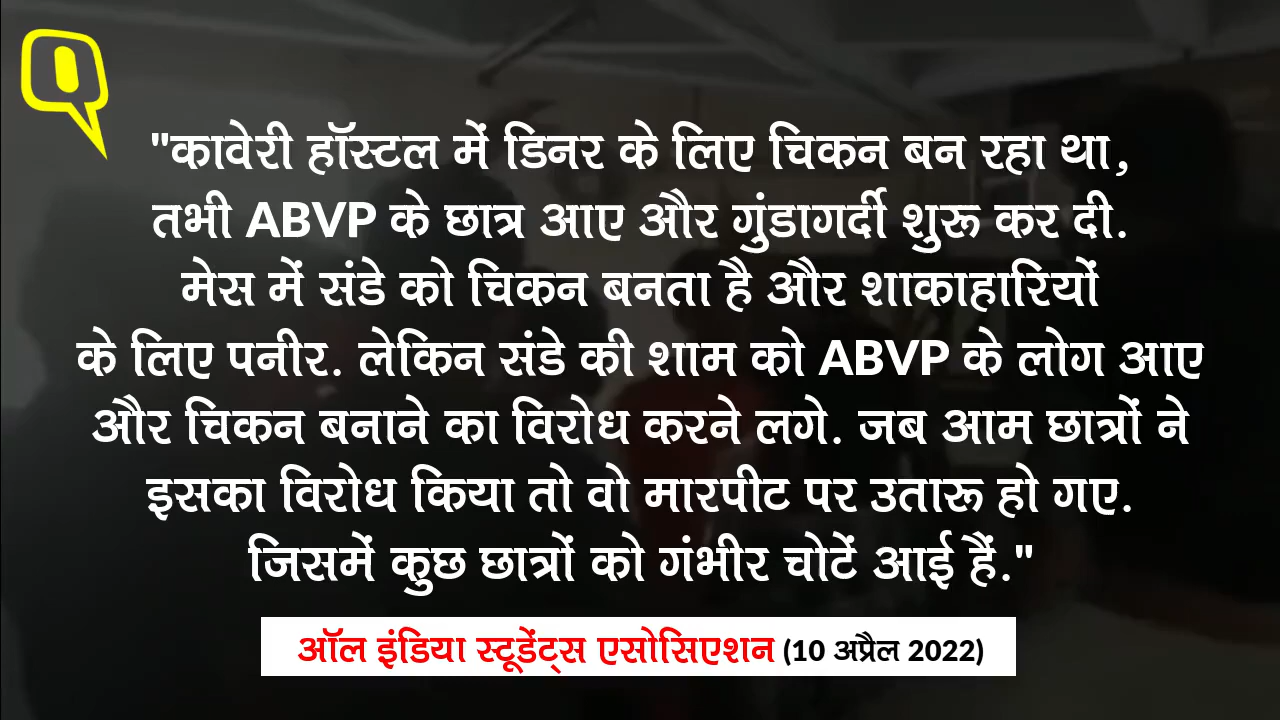 "कावेरी हॉस्टल में डिनर के लिए चिकन बन रहा था,
तभी ABVP के छात्र आए और गुंडागर्दी शुरू कर दी.
मेस में संडे को चिकन बनता है और शाकाहारियों
के लिए पनीर. लेकिन संडे की शाम को ABVP के लोग आए
और चिकन बनाने का विरोध करने लगे. जब आम छात्रों ने
इसका विरोध किया तो वो मारपीट पर उतारू हो गए.
जिसमें कुछ छात्रों को गंभीर चोटें आई हैं."
ऑल इंडिया स्टूडेंट्स एसोसिएशन (10 अप्रैल 2022)